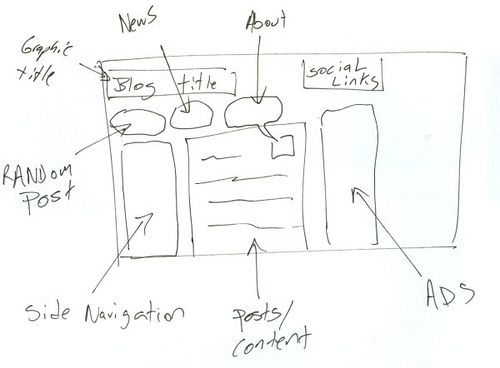 News
About
Graphic
title
Blog title
Social
Links
RANDom
Post
Side Navigation
Posts/
Content
ADS